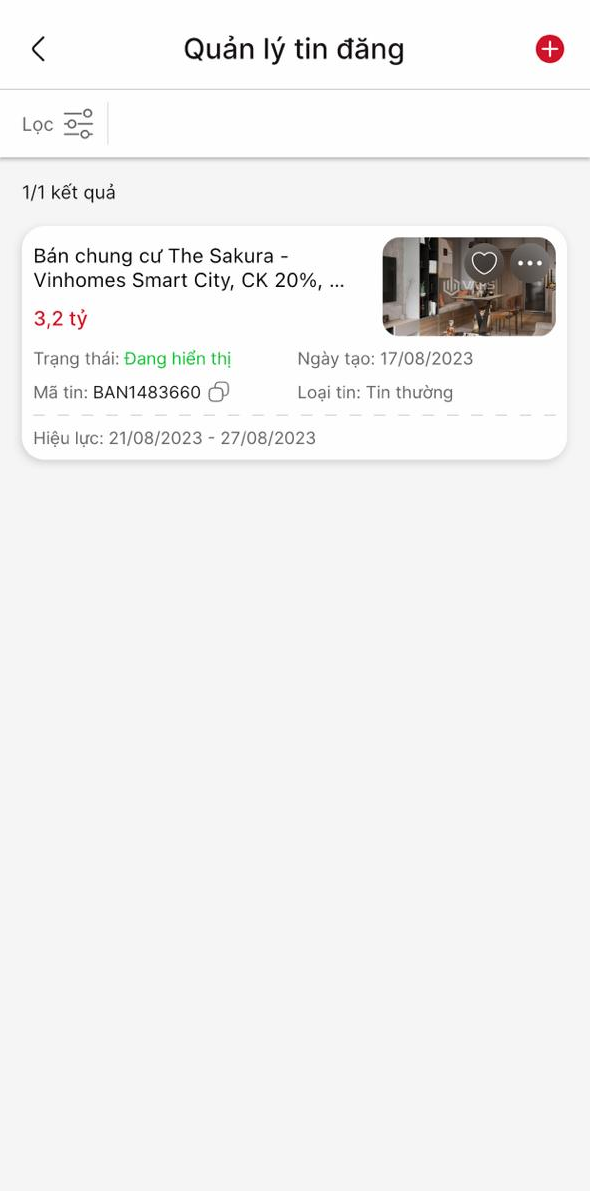 Quản lý tin đăng
Lọc
1/1 kết quả
Bán chung cư The Sakura -
Vinhomes Smart City, CK 20%, ...
3,2 tỷ
Trạng thái: Đang hiển thị
Ngày tạo: 17/08/2023
Mã tin: BAN1483660
Loại tin: Tin thường
Hiệu lực: 21/08/2023 - 27/08/2023